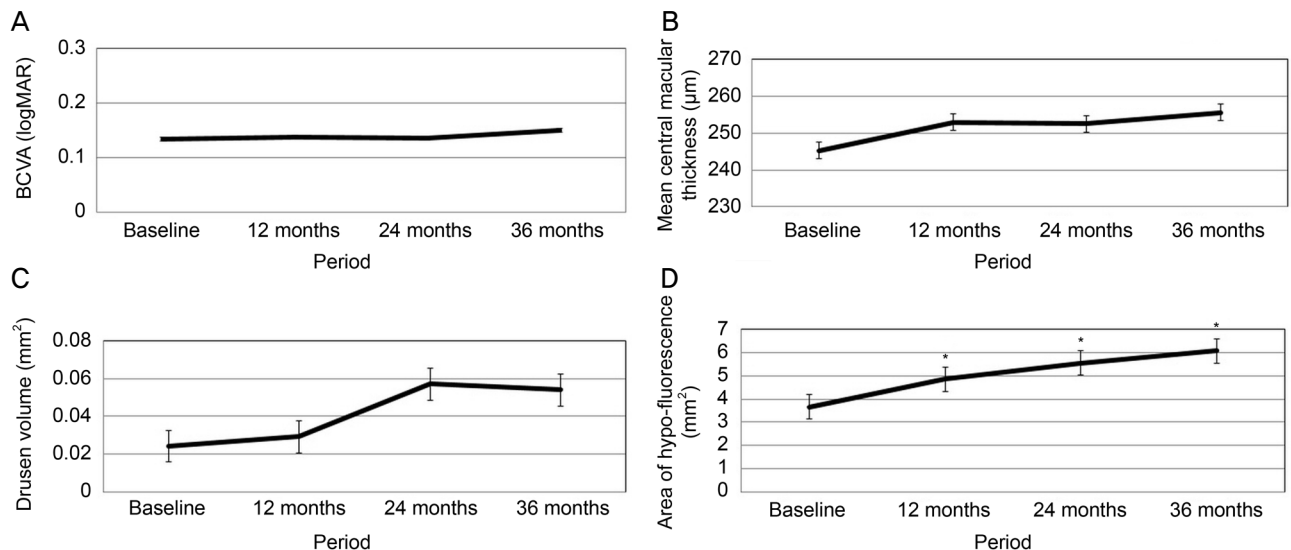 A
BCVA (logMAR)
0.3
0.2
0.1
0
Baseline 12 months 24 months 36 months
Period
B
Mean central macular
thickness (µm)
270
260
250
240
230
Baseline 12 months 24 months 36 months
Period
C
Drusen volume (mm²)
0.08
0.06
0.04
0.02
0
Baseline 12 months 24 months 36 months
Period
D
Area of hypo-fluorescence
(mm²)
7
6
5
4
3
2
1
0
* * *
Baseline 12 months 24 months 36 months
Period